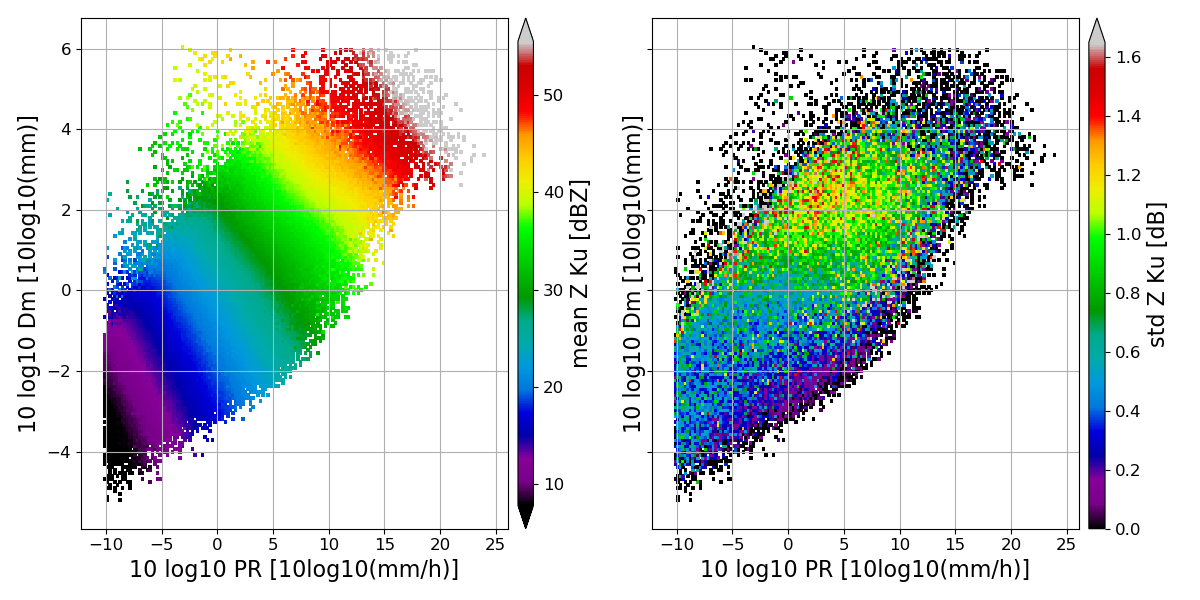 6
4
2
0
−2
−4
−10 −5 0 5 10 15 20 25
10 log10 Dm [10log10(mm)]
10 log10 PR [10log10(mm/h)]
50
40
30
20
10
mean Z Ku [dBZ]
−10 −5 0 5 10 15 20 25
10 log10 Dm [10log10(mm)]
10 log10 PR [10log10(mm/h)]
1.6
1.4
1.2
1.0
0.8
0.6
0.4
0.2
0.0
std Z Ku [dB]